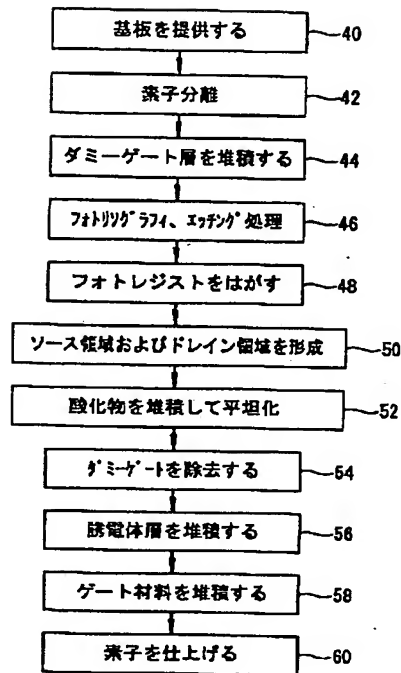 基板を提供する 40
素子分離 42
ダミーゲート層を堆積する 44
フォトリソグラフィ、エッチング処理 46
フォトレジストをはがす 48
ソース領域およびドレイン領域を形成 50
酸化物を堆積して平坦化 52
ダミーゲートを除去する 54
誘電体層を堆積する 56
ゲート材料を堆積する 58
素子を仕上げる 60